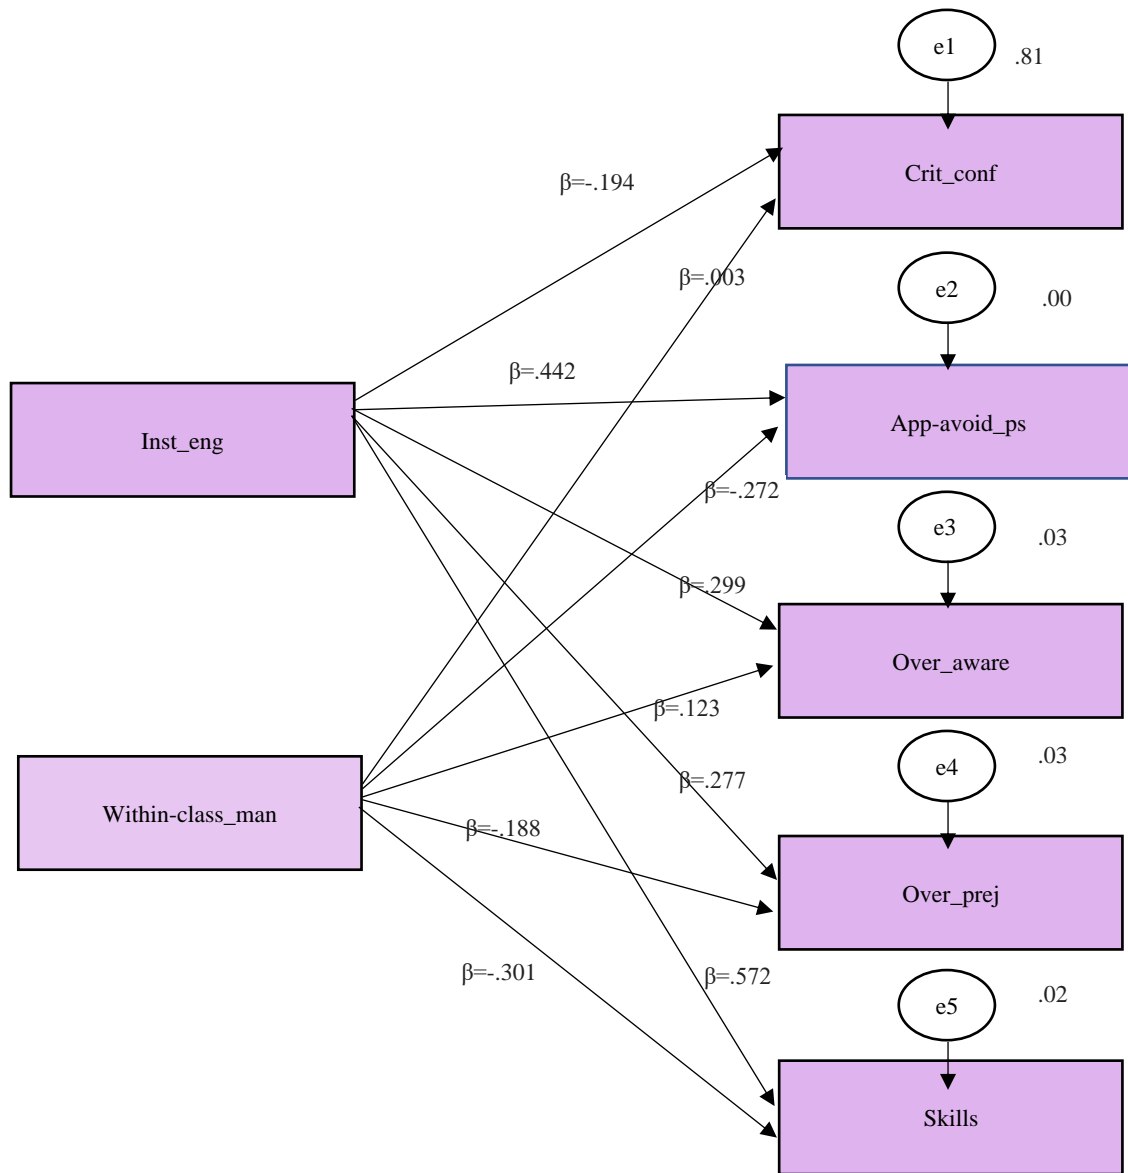 e1
.81
Crit_conf
β=-.194
β=.003
e2
.00
β=.442
App-avoid_ps
Inst_eng
β=-.272
e3
.03
β=.299
Over_aware
β=.123
e4
.03
β=.277
Within-class_man
β=-.188
Over_prej
β=-.301
β=.572
e5
.02
Skills